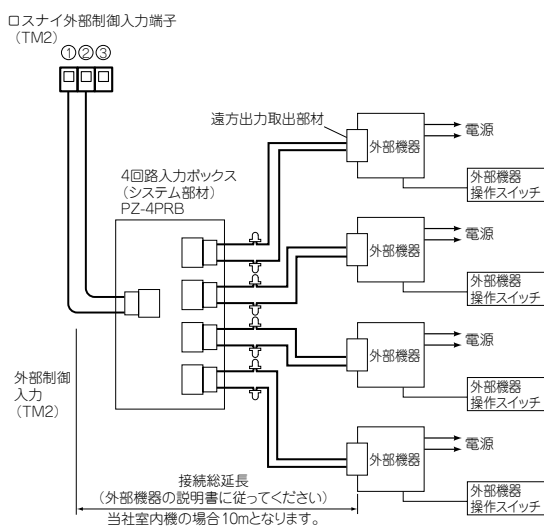 ロスナイ外部制御入力端子
（TM2）
①②③
遠方出力取出部材
外部機器
電源
外部機器
操作スイッチ
4回路入力ボックス
（システム部材）
PZ-4PRB
外部機器
電源
外部機器
操作スイッチ
外部機器
電源
外部機器
操作スイッチ
外部制御
入力
（TM2）
外部機器
電源
外部機器
操作スイッチ
接続総延長
（外部機器の説明書に従ってください）
当社室内機の場合10mとなります。